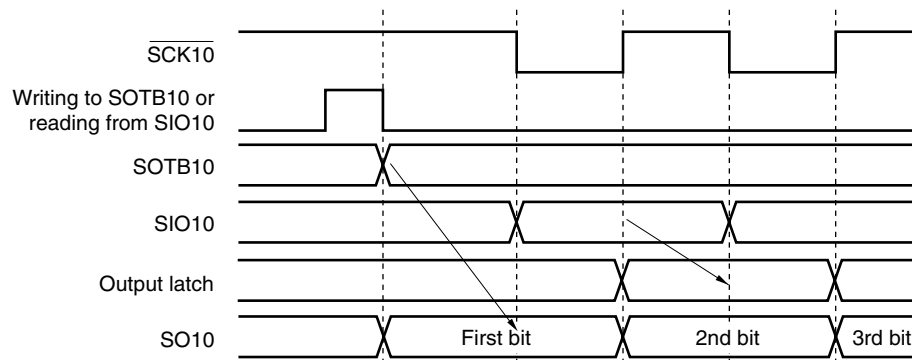 SCK10
Writing to SOTB10 or
reading from SIO10
SOTB10
SIO10
Output latch
SO10
First bit
2nd bit
3rd bit